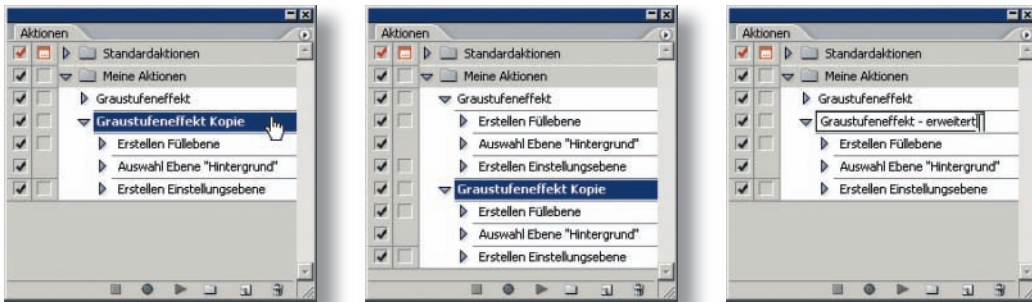 Aktionen
Standardaktionen
Meine Aktionen
Graustufeneffekt
Graustufeneffekt Kopie
Erstellen Füllebene
Auswahl Ebene "Hintergrund"
Erstellen Einstellungsebene
Aktionen
Standardaktionen
Meine Aktionen
Graustufeneffekt
Erstellen Füllebene
Auswahl Ebene "Hintergrund"
Erstellen Einstellungsebene
Graustufeneffekt Kopie
Erstellen Füllebene
Auswahl Ebene "Hintergrund"
Erstellen Einstellungsebene
Aktionen
Standardaktionen
Meine Aktionen
Graustufeneffekt
Graustufeneffekt - erweitert
Erstellen Füllebene
Auswahl Ebene "Hintergrund"
Erstellen Einstellungsebene